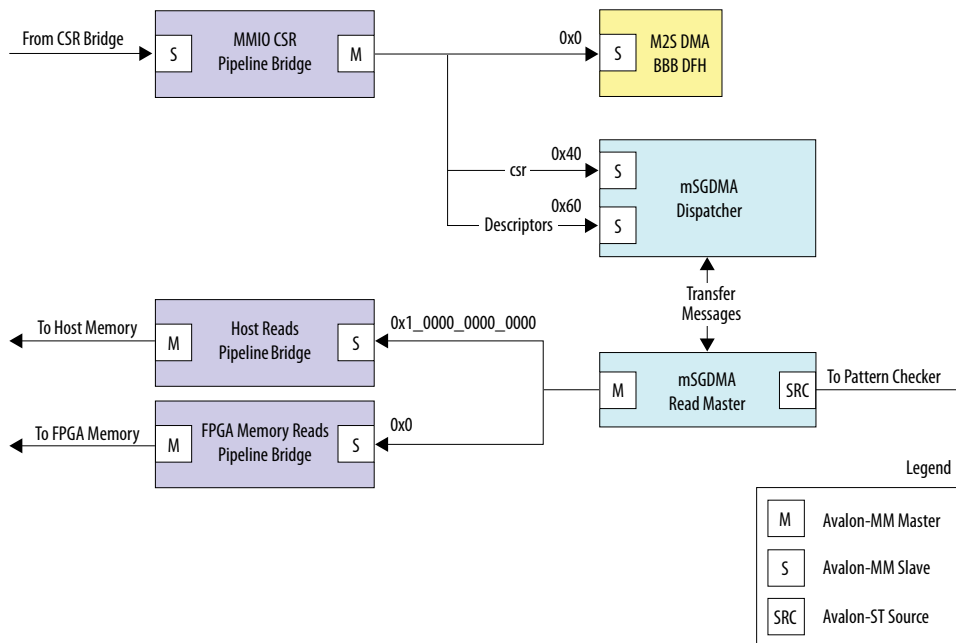 From CSR Bridge
S
MMIO CSR
Pipeline Bridge
M
0x0
S
M2S DMA
BBB DFH
csr
0x40
S
mSGDMA
Dispatcher
Descriptors
0x60
S
Transfer
Messages
To Host Memory
M
Host Reads
Pipeline Bridge
S
0x1_0000_0000_0000
M
mSGDMA
Read Master
SRC
To Pattern Checker
To FPGA Memory
M
FPGA Memory Reads
Pipeline Bridge
S
0x0
Legend
M
Avalon-MM Master
S
Avalon-MM Slave
SRC
Avalon-ST Source